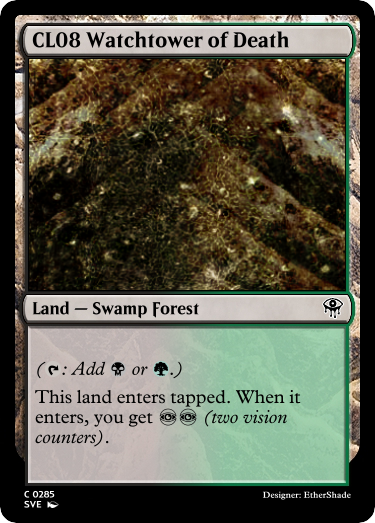 CL08 Watchtower of Death
Land — Swamp Forest
(: Add or .)
This land enters tapped. When it
enters, you get (two vision
counters).
C 0285
SVE
Designer: EtherShade